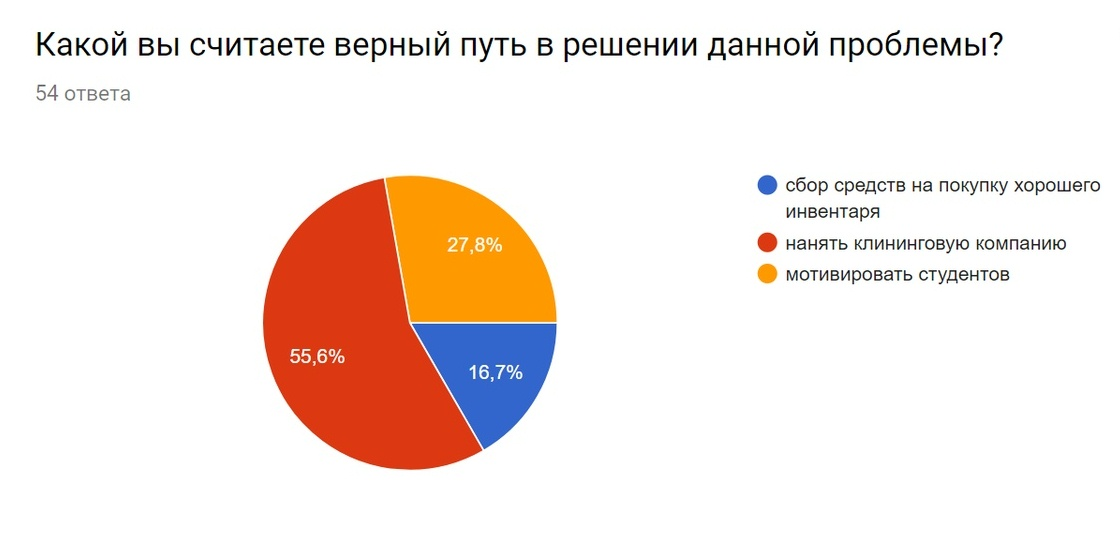 Какой вы считаете верный путь в решении данной проблемы?
54 ответа
сбор средств на покупку хорошего
инвентаря
нанять клининговую компанию
мотивировать студентов
27,8%
55,6%
16,7%